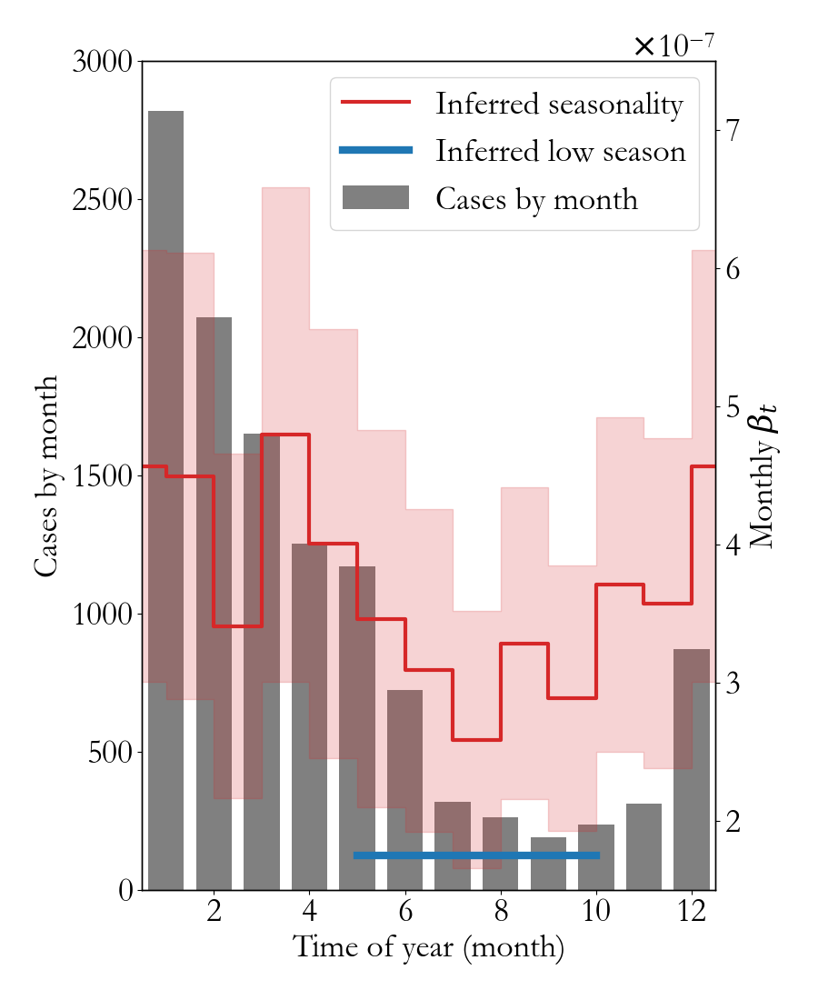 ×10⁻⁷
3000
2500
2000
1500
1000
500
0
Cases by month
Inferred seasonality
Inferred low season
Cases by month
7
6
5
4
3
2
Monthly βt
2 4 6 8 10 12
Time of year (month)